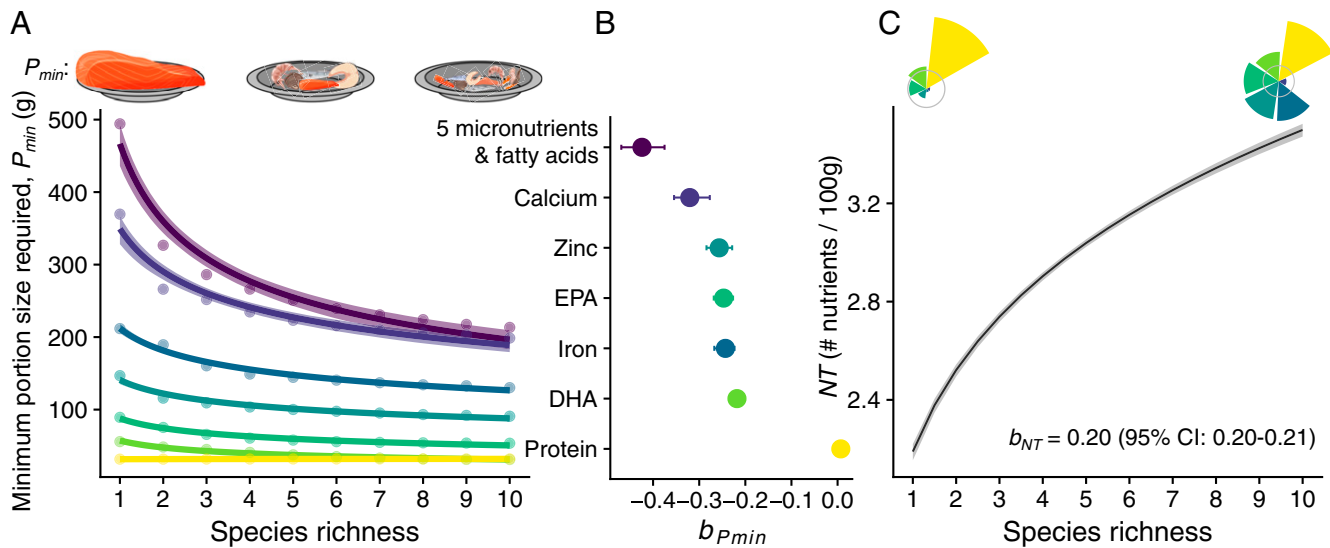 A
B
C
Pmin:
Minimum portion size required, Pmin (g)
500
400
300
200
100
1 2 3 4 5 6 7 8 9 10
Species richness
5 micronutrients
& fatty acids
Calcium
Zinc
EPA
Iron
DHA
Protein
−0.4 −0.3 −0.2 −0.1 0.0
bPmin
NT (# nutrients / 100g)
3.2
2.8
2.4
bNT = 0.20 (95% CI: 0.20-0.21)
1 2 3 4 5 6 7 8 9 10
Species richness